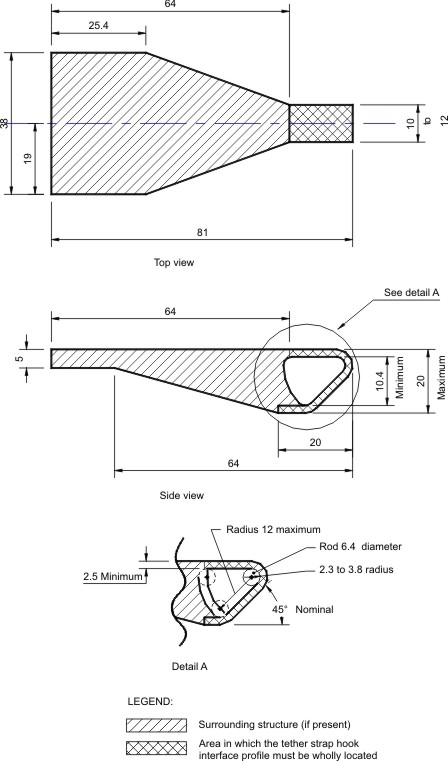 64
25.4
38
19
10
to
12
81
Top view
See detail A
64
5
10.4
Minimum
20
Maximum
20
64
Side view
Radius 12 maximum
Rod 6.4 diameter
2.3 to 3.8 radius
2.5 Minimum
45° Nominal
Detail A
LEGEND:
Surrounding structure (if present)
Area in which the tether strap hook
interface profile must be wholly located